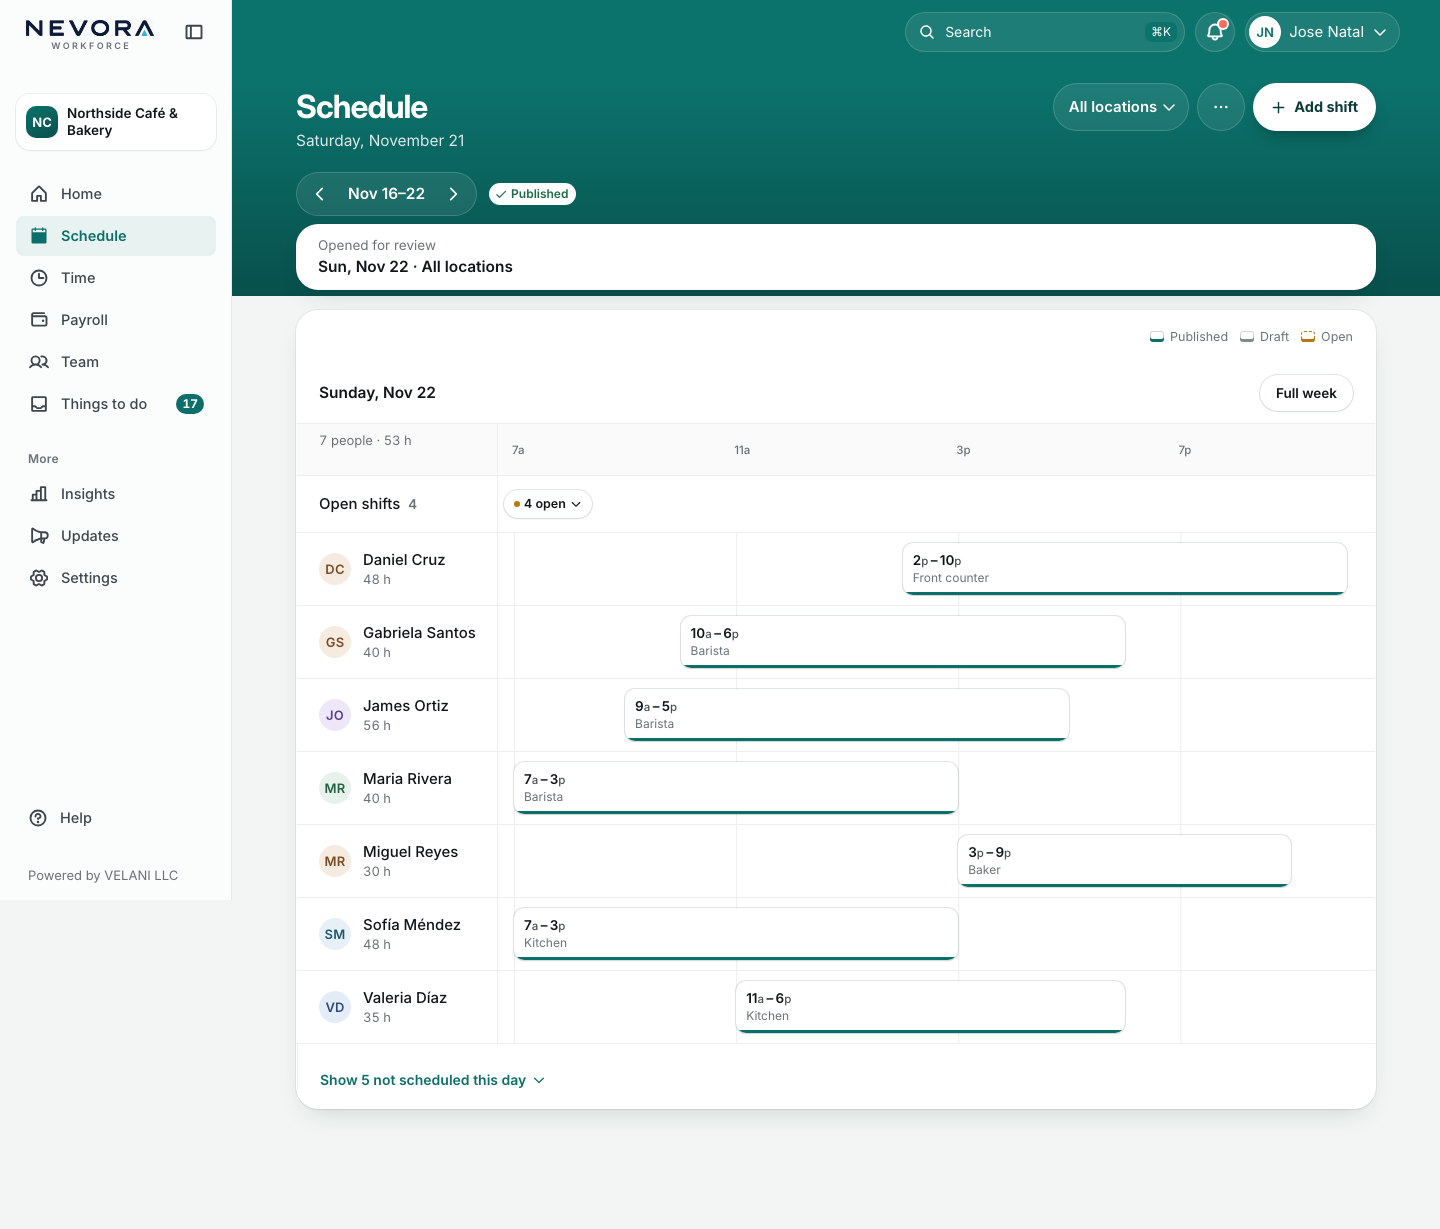 NEVORA
WORKFORCE
Search
⌘K
JN
Jose Natal
NC
Northside Café &
Bakery
Home
Schedule
Time
Payroll
Team
Things to do
17
More
Insights
Updates
Settings
Help
Powered by VELANI LLC
Schedule
Saturday, November 21
All locations
Add shift
Nov 16–22
Published
Opened for review
Sun, Nov 22 · All locations
Published
Draft
Open
Sunday, Nov 22
Full week
7 people · 53 h
7a
11a
3p
7p
Open shifts 4
4 open
DC
Daniel Cruz
48 h
2p – 10p
Front counter
GS
Gabriela Santos
40 h
10a – 6p
Barista
JO
James Ortiz
56 h
9a – 5p
Barista
MR
Maria Rivera
40 h
7a – 3p
Barista
MR
Miguel Reyes
30 h
3p – 9p
Baker
SM
Sofía Méndez
48 h
7a – 3p
Kitchen
VD
Valeria Díaz
35 h
11a – 6p
Kitchen
Show 5 not scheduled this day